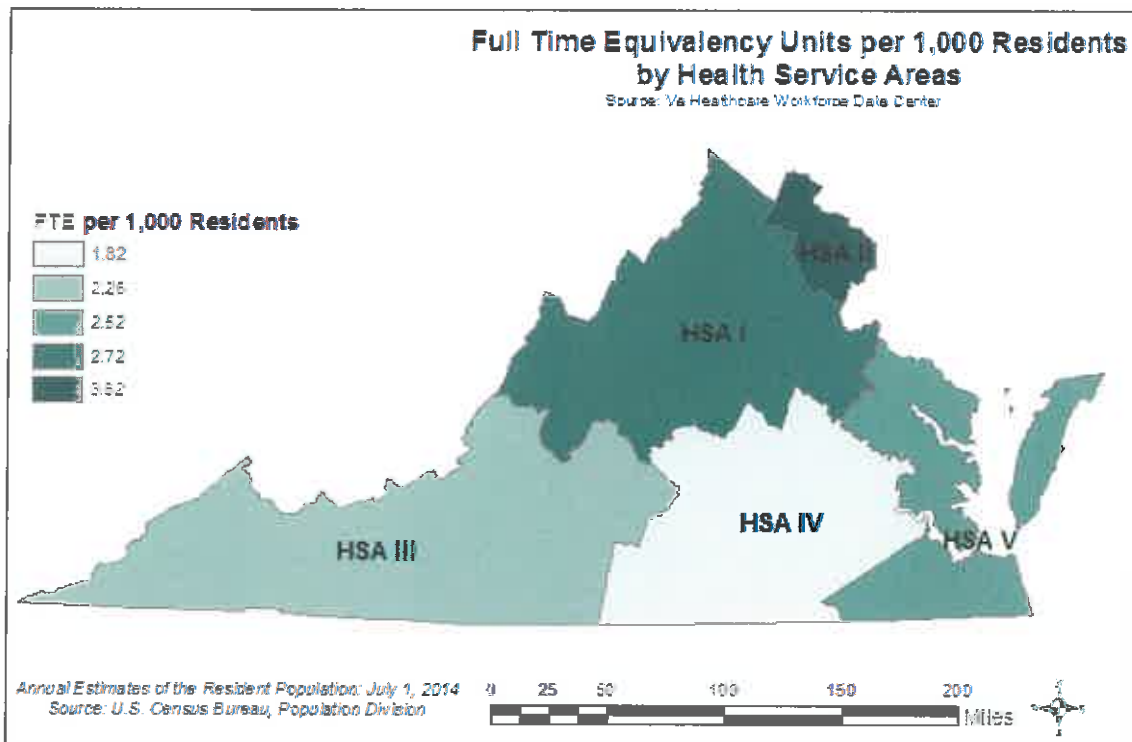 Full Time Equivalency Units per 1,000 Residents
by Health Service Areas
Source: Va Healthcare Workforce Data Center
FTE per 1,000 Residents
1.82
2.26
2.52
2.72
HSA II
HSA I
HSA IV
HSA III
HSA V
Annual Estimates of the Resident Population: July 1, 2014
Source: U.S. Census Bureau, Population Division
0 25 50 100 150 200
Miles